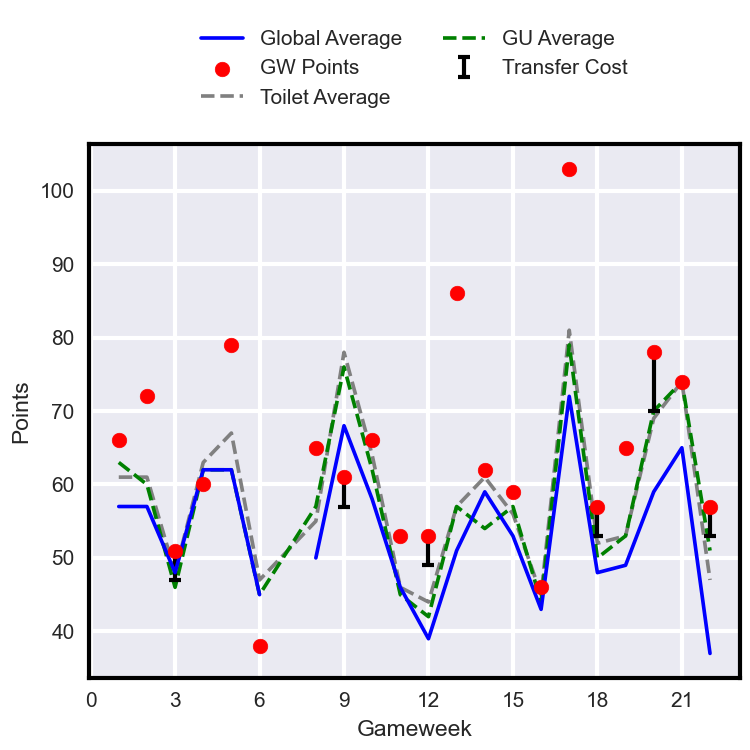 Global Average
GW Points
Toilet Average
GU Average
Transfer Cost
100
90
80
70
60
50
40
Points
0 3 6 9 12 15 18 21
Gameweek